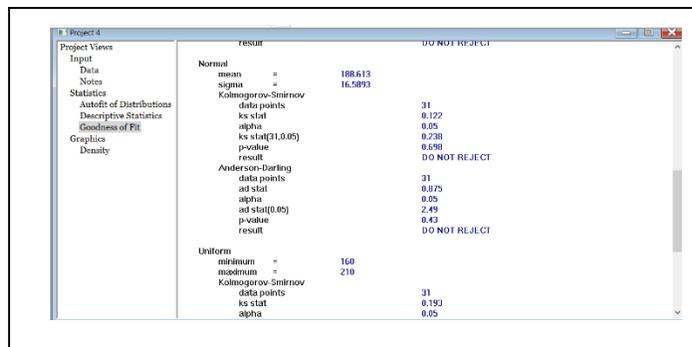 Project 4
Project Views
Input
Data
Notes
Statistics
Autofit of Distributions
Descriptive Statistics
Goodness of Fit
Graphics
Density
result DO NOT REJECT
Normal
mean = 188.613
sigma = 16.5893
Kolmogorov-Smirnov
data points 31
ks stat 0.122
alpha 0.05
ks stat(31,0.05) 0.238
p-value 0.698
result DO NOT REJECT
Anderson-Darling
data points 31
ad stat 0.875
alpha 0.05
ad stat(0.05) 2.49
p-value 0.43
result DO NOT REJECT
Uniform
minimum = 160
maximum = 210
Kolmogorov-Smirnov
data points 31
ks stat 0.193
alpha 0.05